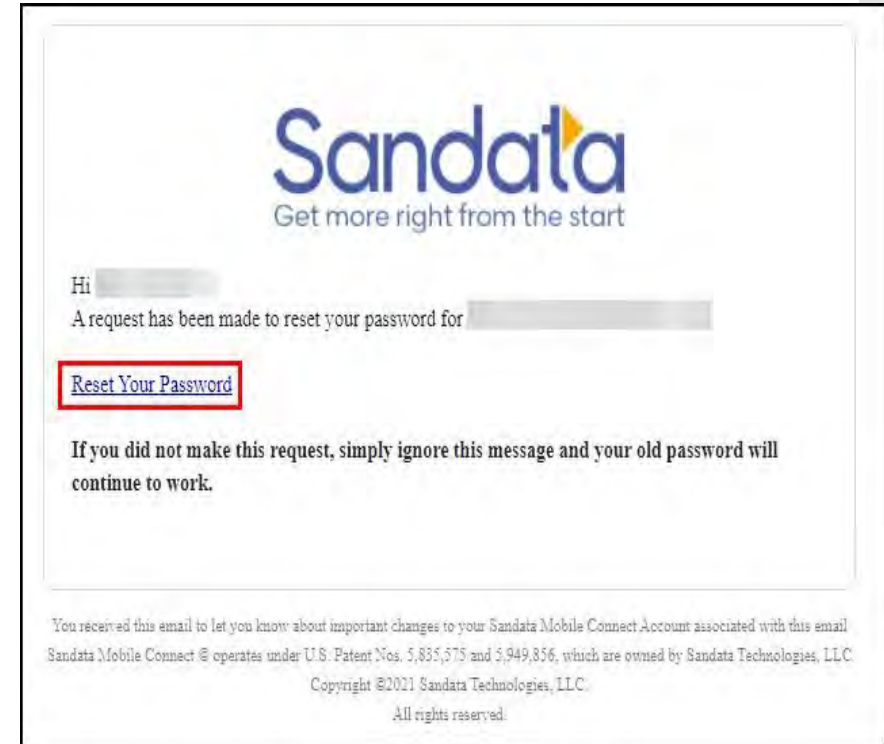 Sandata
Get more right from the start
Hi
A request has been made to reset your password for
Reset Your Password
If you did not make this request, simply ignore this message and your old password will
continue to work.
You received this email to let you know about important changes to your Sandata Mobile Connect Account associated with this email
Sandata Mobile Connect © operates under U.S. Patent Nos. 5,835,575 and 5,949,856, which are owned by Sandata Technologies, LLC
Copyright ©2021 Sandata Technologies, LLC.
All rights reserved.